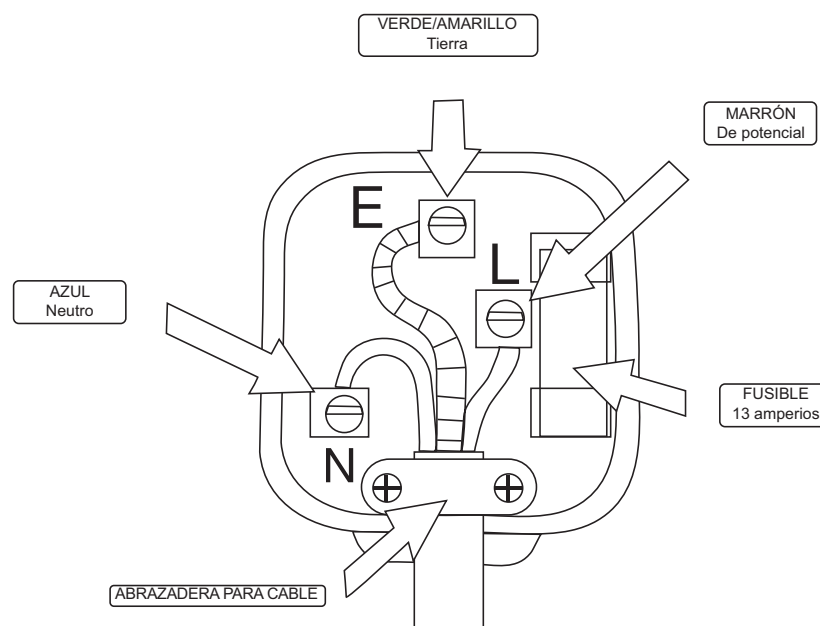 VERDE/AMARILLO
Tierra
MARRÓN
De potencial
E
L
AZUL
Neutro
FUSIBLE
13 amperios
N
ABRAZADERA PARA CABLE